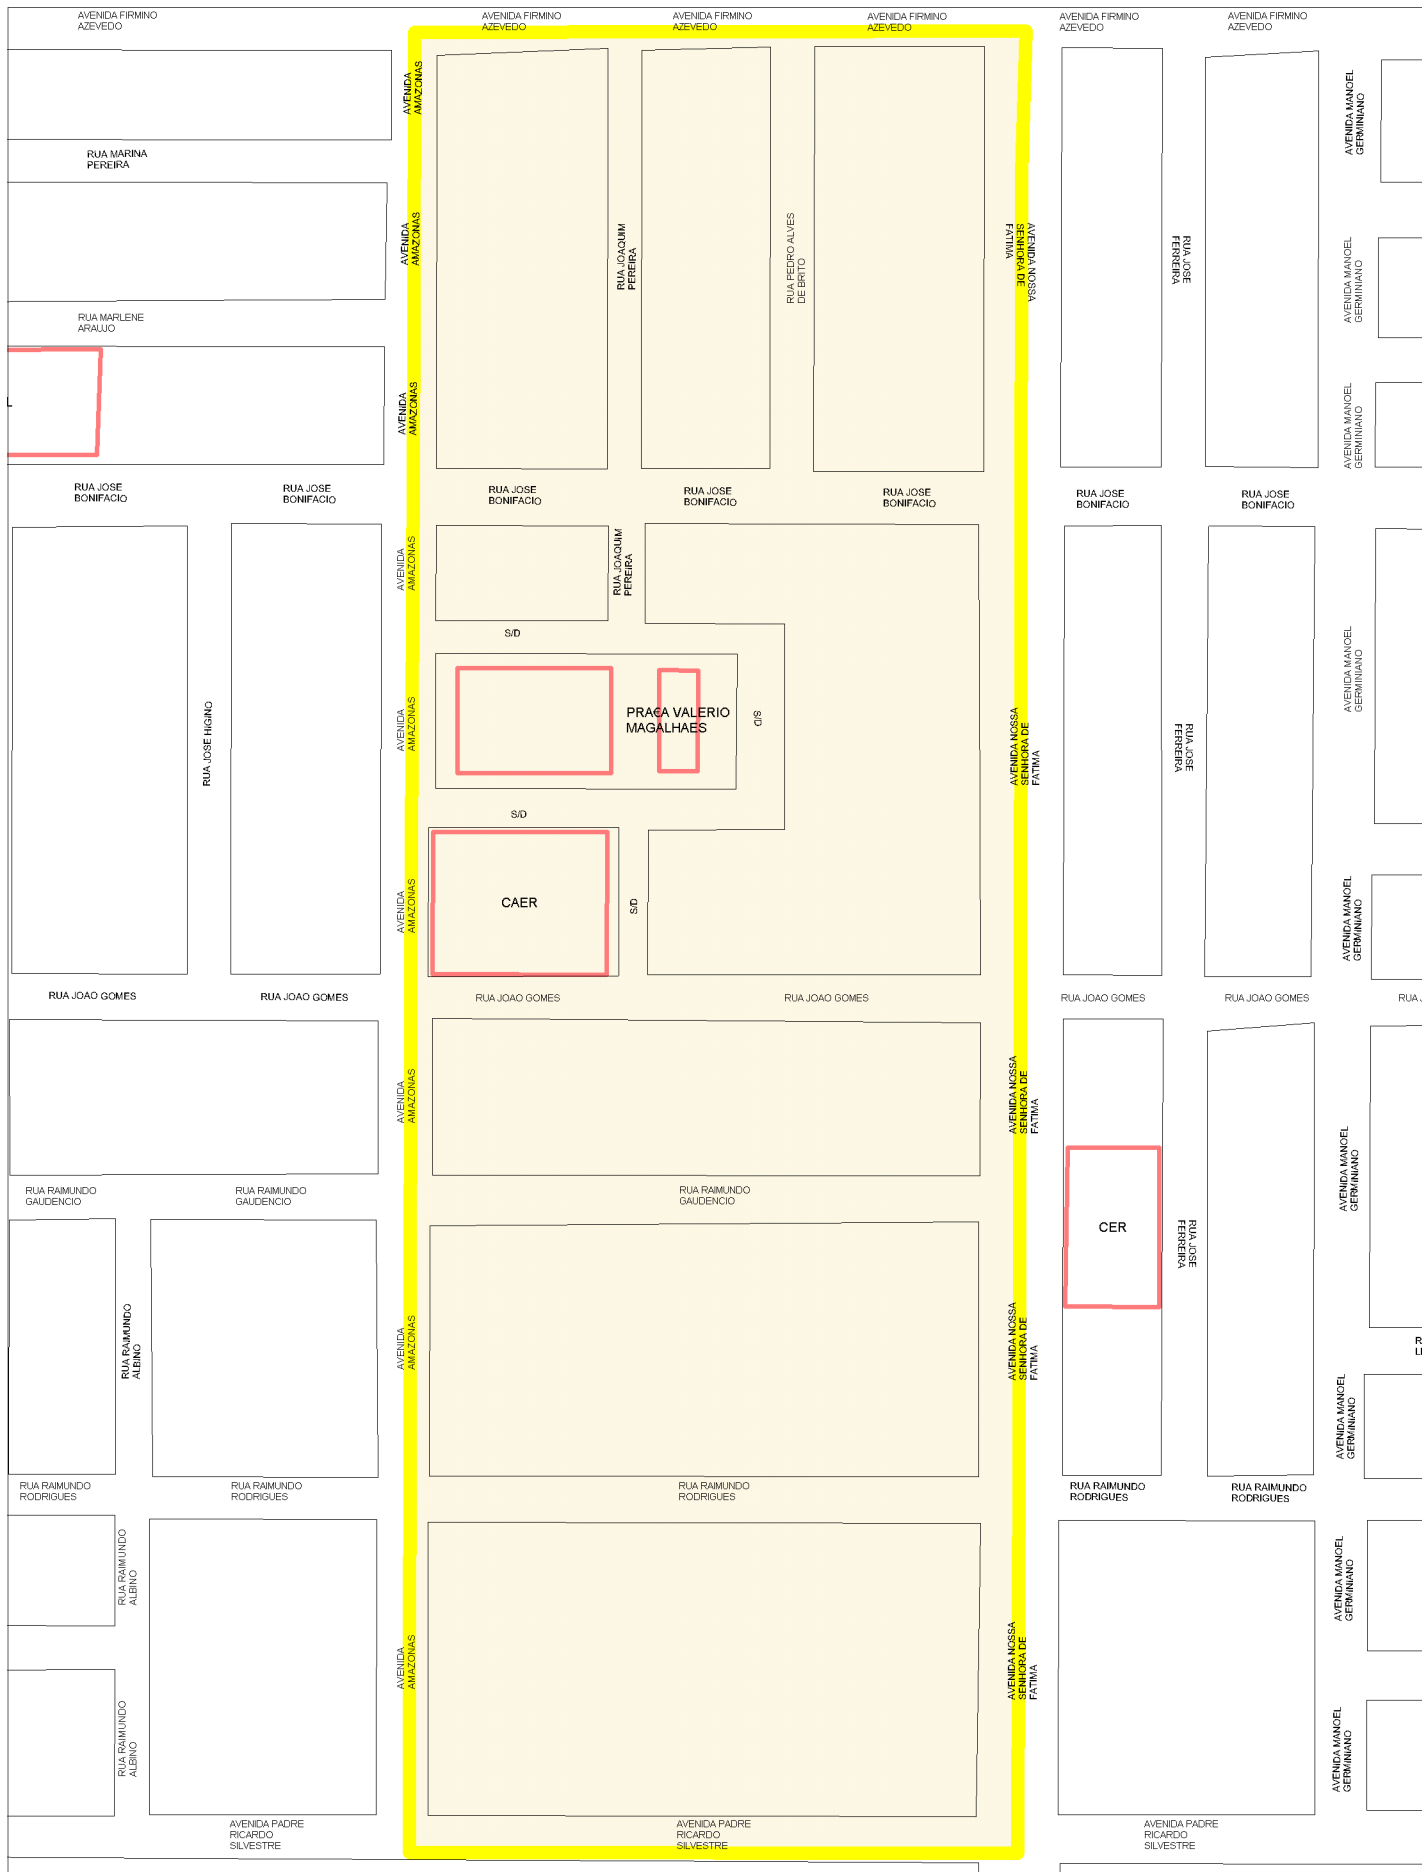 AVENIDA FIRMINO
AZEVEDO
AVENIDA FIRMINO
AZEVEDO
AVENIDA FIRMINO
AZEVEDO
AVENIDA FIRMINO
AZEVEDO
AVENIDA FIRMINO
AZEVEDO
AVENIDA FIRMINO
AZEVEDO
AVENIDA
AMAZONAS
AVENIDA MANOEL
GERMINIANO
RUA MARINA
PEREIRA
AVENIDA
AMAZONAS
RUA JOAQUIM
PEREIRA
RUA PEDRO ALVES
DE BRITO
AVENIDA NOSSA
SENHORA DE
FATIMA
RUA JOSE
FERREIRA
AVENIDA MANOEL
GERMINIANO
RUA MARLENE
ARAUJO
L
AVENIDA
AMAZONAS
AVENIDA MANOEL
GERMINIANO
RUA JOSE
BONIFACIO
RUA JOSE
BONIFACIO
RUA JOSE
BONIFACIO
RUA JOSE
BONIFACIO
RUA JOSE
BONIFACIO
RUA JOSE
BONIFACIO
RUA JOSE
BONIFACIO
AVENIDA
AMAZONAS
RUA JOAQUIM
PEREIRA
S/D
AVENIDA MANOEL
GERMINIANO
RUA JOSE HIGINO
AVENIDA
AMAZONAS
PRA€A VALERIO
MAGALHAES
S/D
AVENIDA NOSSA
SENHORA DE
FATIMA
RUA JOSE
FERREIRA
S/D
AVENIDA
AMAZONAS
CAER
S/D
AVENIDA MANOEL
GERMINIANO
RUA JOAO GOMES
RUA JOAO GOMES
RUA JOAO GOMES
RUA JOAO GOMES
RUA JOAO GOMES
RUA JOAO GOMES
RUA J
AVENIDA
AMAZONAS
AVENIDA NOSSA
SENHORA DE
FATIMA
AVENIDA MANOEL
GERMINIANO
RUA RAIMUNDO
GAUDENCIO
RUA RAIMUNDO
GAUDENCIO
RUA RAIMUNDO
GAUDENCIO
CER
RUA JOSE
FERREIRA
RUA RAIMUNDO
ALBINO
AVENIDA
AMAZONAS
AVENIDA NOSSA
SENHORA DE
FATIMA
AVENIDA MANOEL
GERMINIANO
RUA RAIMUNDO
RODRIGUES
RUA RAIMUNDO
RODRIGUES
RUA RAIMUNDO
RODRIGUES
RUA RAIMUNDO
RODRIGUES
RUA RAIMUNDO
RODRIGUES
RUA RAIMUNDO
ALBINO
AVENIDA MANOEL
GERMINIANO
AVENIDA
AMAZONAS
AVENIDA NOSSA
SENHORA DE
FATIMA
RUA RAIMUNDO
ALBINO
AVENIDA MANOEL
GERMINIANO
AVENIDA PADRE
RICARDO
SILVESTRE
AVENIDA PADRE
RICARDO
SILVESTRE
AVENIDA PADRE
RICARDO
SILVESTRE